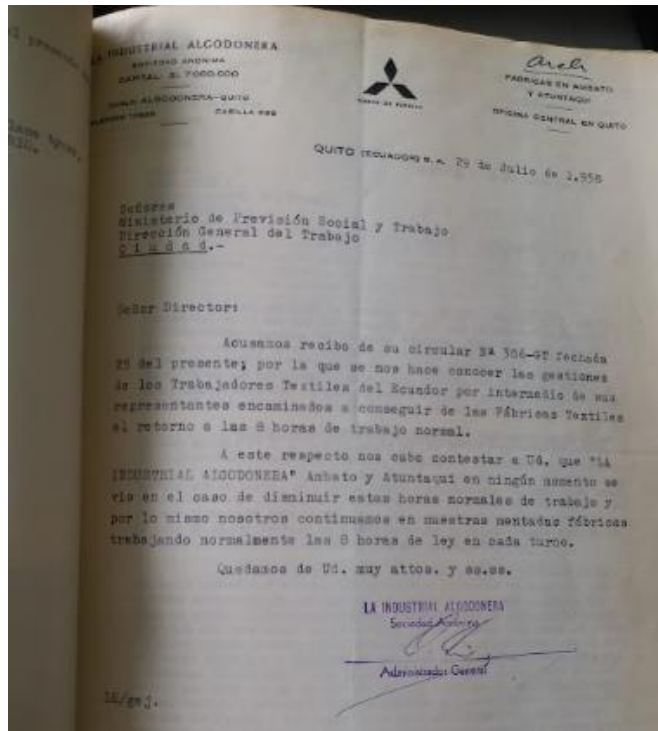 LA INDUSTRIAL ALGODONERA
SOCIEDAD ANONIMA
CAPITAL: S/. 7'000.000
CABLE: ALGODONERA-QUITO
CASILLA
FABRICAS EN AMBATO
Y ATUNTAQUI
OFICINA CENTRAL EN QUITO
QUITO (ECUADOR) S. A. 29 de Julio de 1.958
Señores
Ministerio de Previsión Social y Trabajo
Dirección General del Trabajo
C i u d a d.-
Señor Director:
Acusamos recibo de su circular Nº 306-GT fechada
25 del presente; por la que se nos hace conocer las gestiones
de los Trabajadores Textiles del Ecuador por intermedio de sus
representantes encaminados a conseguir de las Fábricas Textiles
el retorno a las 8 horas de trabajo normal.
A este respecto nos cabe contestar a Ud. que "LA
INDUSTRIAL ALGODONERA" Ambato y Atuntaqui en ningún momento se
vio en el caso de disminuir estas horas normales de trabajo y
por lo mismo nosotros continuamos en nuestras mentadas fábricas
trabajando normalmente las 8 horas de ley en cada turno.
Quedamos de Ud. muy attos. y ss.ss.
LA INDUSTRIAL ALGODONERA
Sociedad Anónima
Administrador General